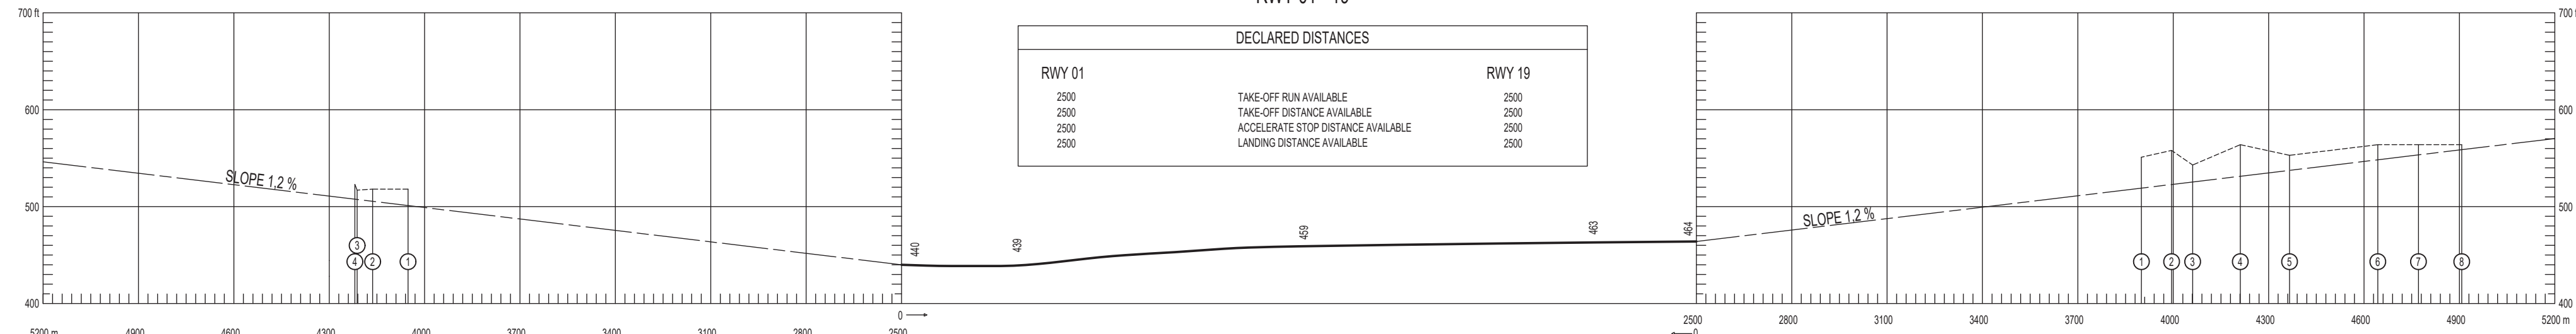 700 ft
700 ft
DECLARED DISTANCES
RWY 01 RWY 19
2500 TAKE-OFF RUN AVAILABLE 2500
2500 TAKE-OFF DISTANCE AVAILABLE 2500
2500 ACCELERATE STOP DISTANCE AVAILABLE 2500
2500 LANDING DISTANCE AVAILABLE 2500
600
600
SLOPE 1.2 %
SLOPE 1.2 %
500
500
440
439
459
463
464
3
4 2 1
1 2 3 4 5 6 7 8
400
400
0
0
5200 m 4900 4600 4300 4000 3700 3400 3100 2800 2500
2500 2800 3100 3400 3700 4000 4300 4600 4900 5200 m